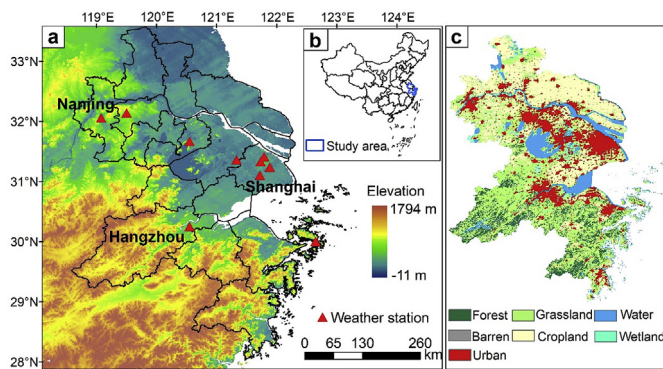 119°E 120°E 121°E 122°E 123°E 124°E
33°N
32°N
31°N
30°N
29°N
28°N
a
Nanjing
Shanghai
Hangzhou
b
Study area
Elevation
1794 m
-11 m
Weather station
0 65 130 260
km
c
Forest Grassland Water
Barren Cropland Wetland
Urban